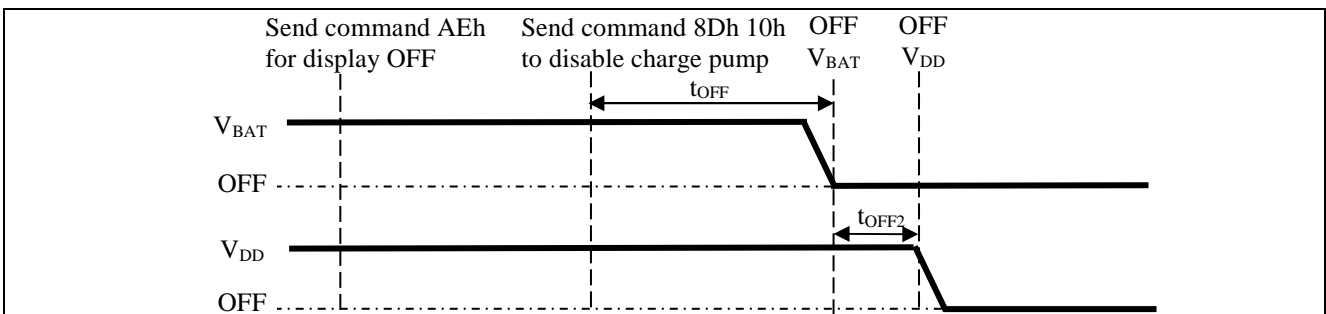 Send command AEh
for display OFF
Send command 8Dh 10h
to disable charge pump
OFF
VBAT
OFF
VDD
tOFF
VBAT
OFF
tOFF2
VDD
OFF